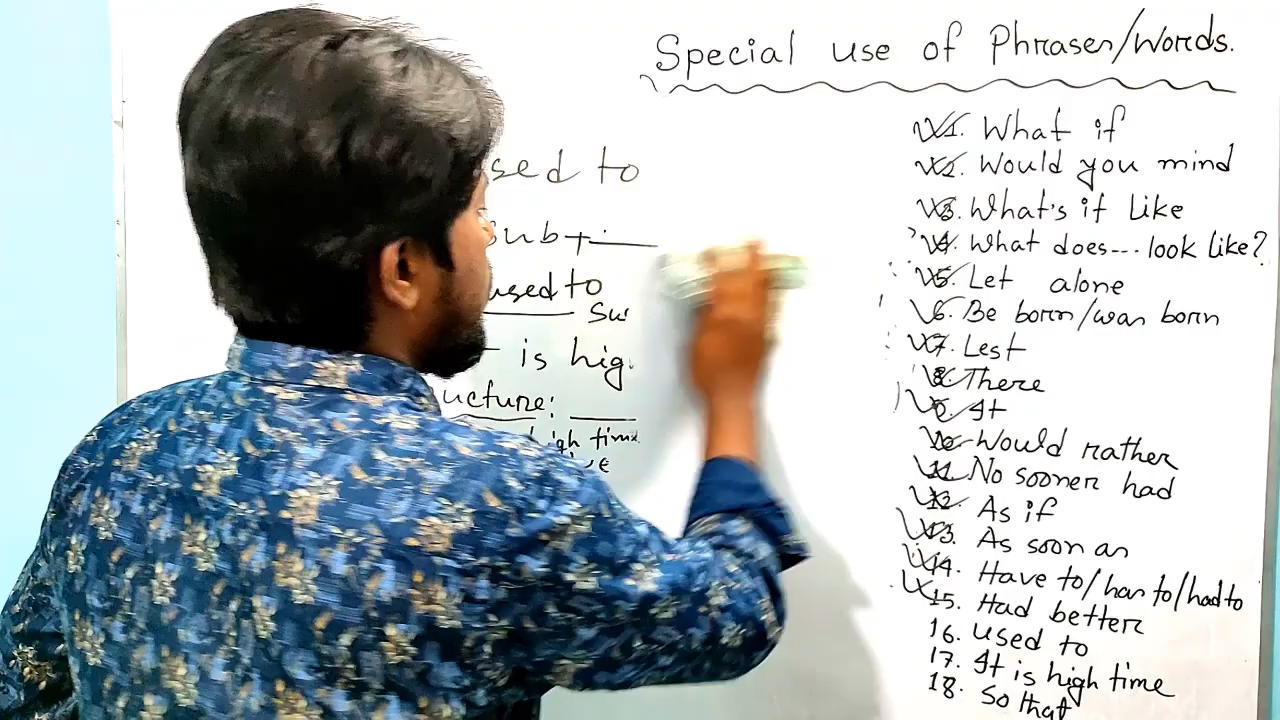 Special use of Phrases/Words.
sed to
Sub +
used to
is hig
ucture:
high time
1. What if
2. Would you mind
3. What's it Like
4. What does---look like?
5. Let alone
6. Be born/was born
7. Lest
8. There
9. It
10. Would rather
11. No sooner had
12. As if
13. As soon as
14. Have to/has to/had to
15. Had better
16. used to
17. It is high time
18. So that